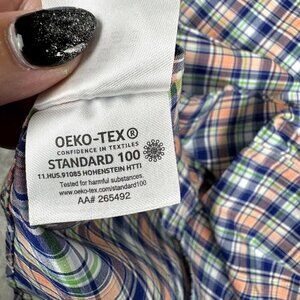 OEKO-TEX®
CONFIDENCE IN TEXTILES
STANDARD 100
11.HUS.91085 HOHENSTEIN HTTI
Tested for harmful substances.
www.oeko-tex.com/standard100
AA# 265492